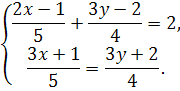 { (2x − 1)/5 + (3y − 2)/4 = 2,
(3x + 1)/5 = (3y + 2)/4.